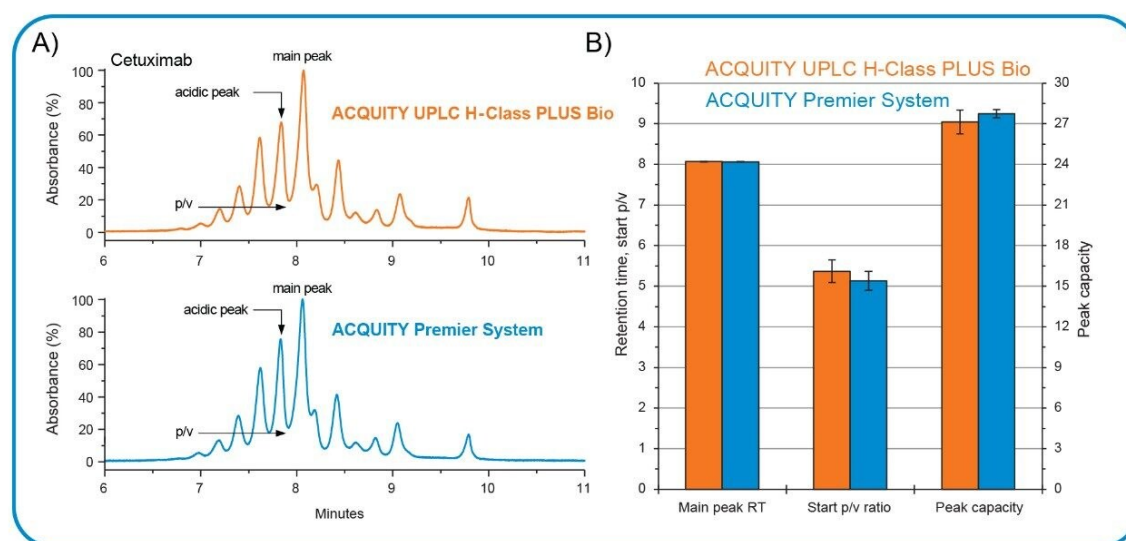 A)
Cetuximab
main peak
acidic peak
ACQUITY UPLC H-Class PLUS Bio
p/v
Absorbance (%)
100
80
60
40
20
0
6 7 8 9 10 11
main peak
acidic peak
ACQUITY Premier System
p/v
Absorbance (%)
100
80
60
40
20
0
6 7 8 9 10 11
Minutes
B)
ACQUITY UPLC H-Class PLUS Bio
ACQUITY Premier System
Retention time, start p/v
10
9
8
7
6
5
4
3
2
1
0
30
27
24
21
18
15
12
9
6
3
0
Peak capacity
Main peak RT Start p/v ratio Peak capacity